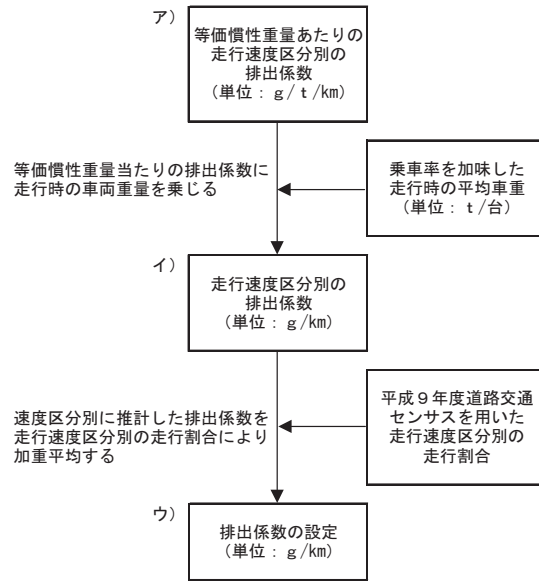 ア)
等価慣性重量あたりの
走行速度区分別の
排出係数
（単位：ｇ/ｔ/km）
等価慣性重量当たりの排出係数に
走行時の車両重量を乗じる
乗車率を加味した
走行時の平均車重
（単位：ｔ/台）
イ)
走行速度区分別の
排出係数
（単位：ｇ/km）
速度区分別に推計した排出係数を
走行速度区分別の走行割合により
加重平均する
平成９年度道路交通
センサスを用いた
走行速度区分別の
走行割合
ウ)
排出係数の設定
（単位：ｇ/km）